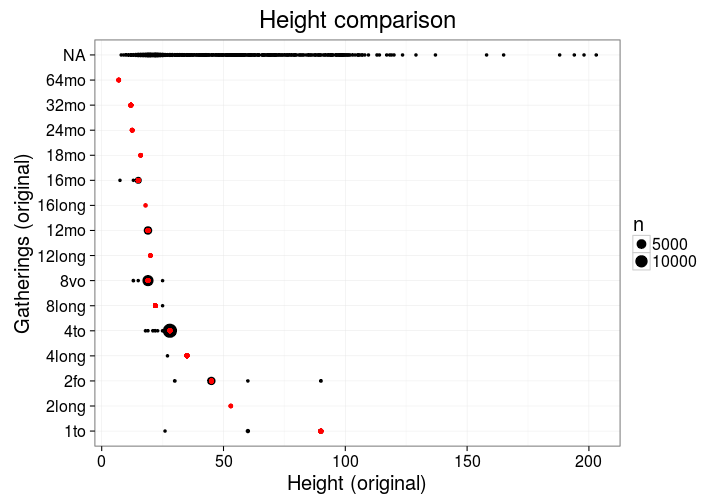 Height comparison
Gatherings (original)
NA
64mo
32mo
24mo
18mo
16mo
16long
12mo
12long
8vo
8long
4to
4long
2fo
2long
1to
0 50 100 150 200
Height (original)
n
5000
10000